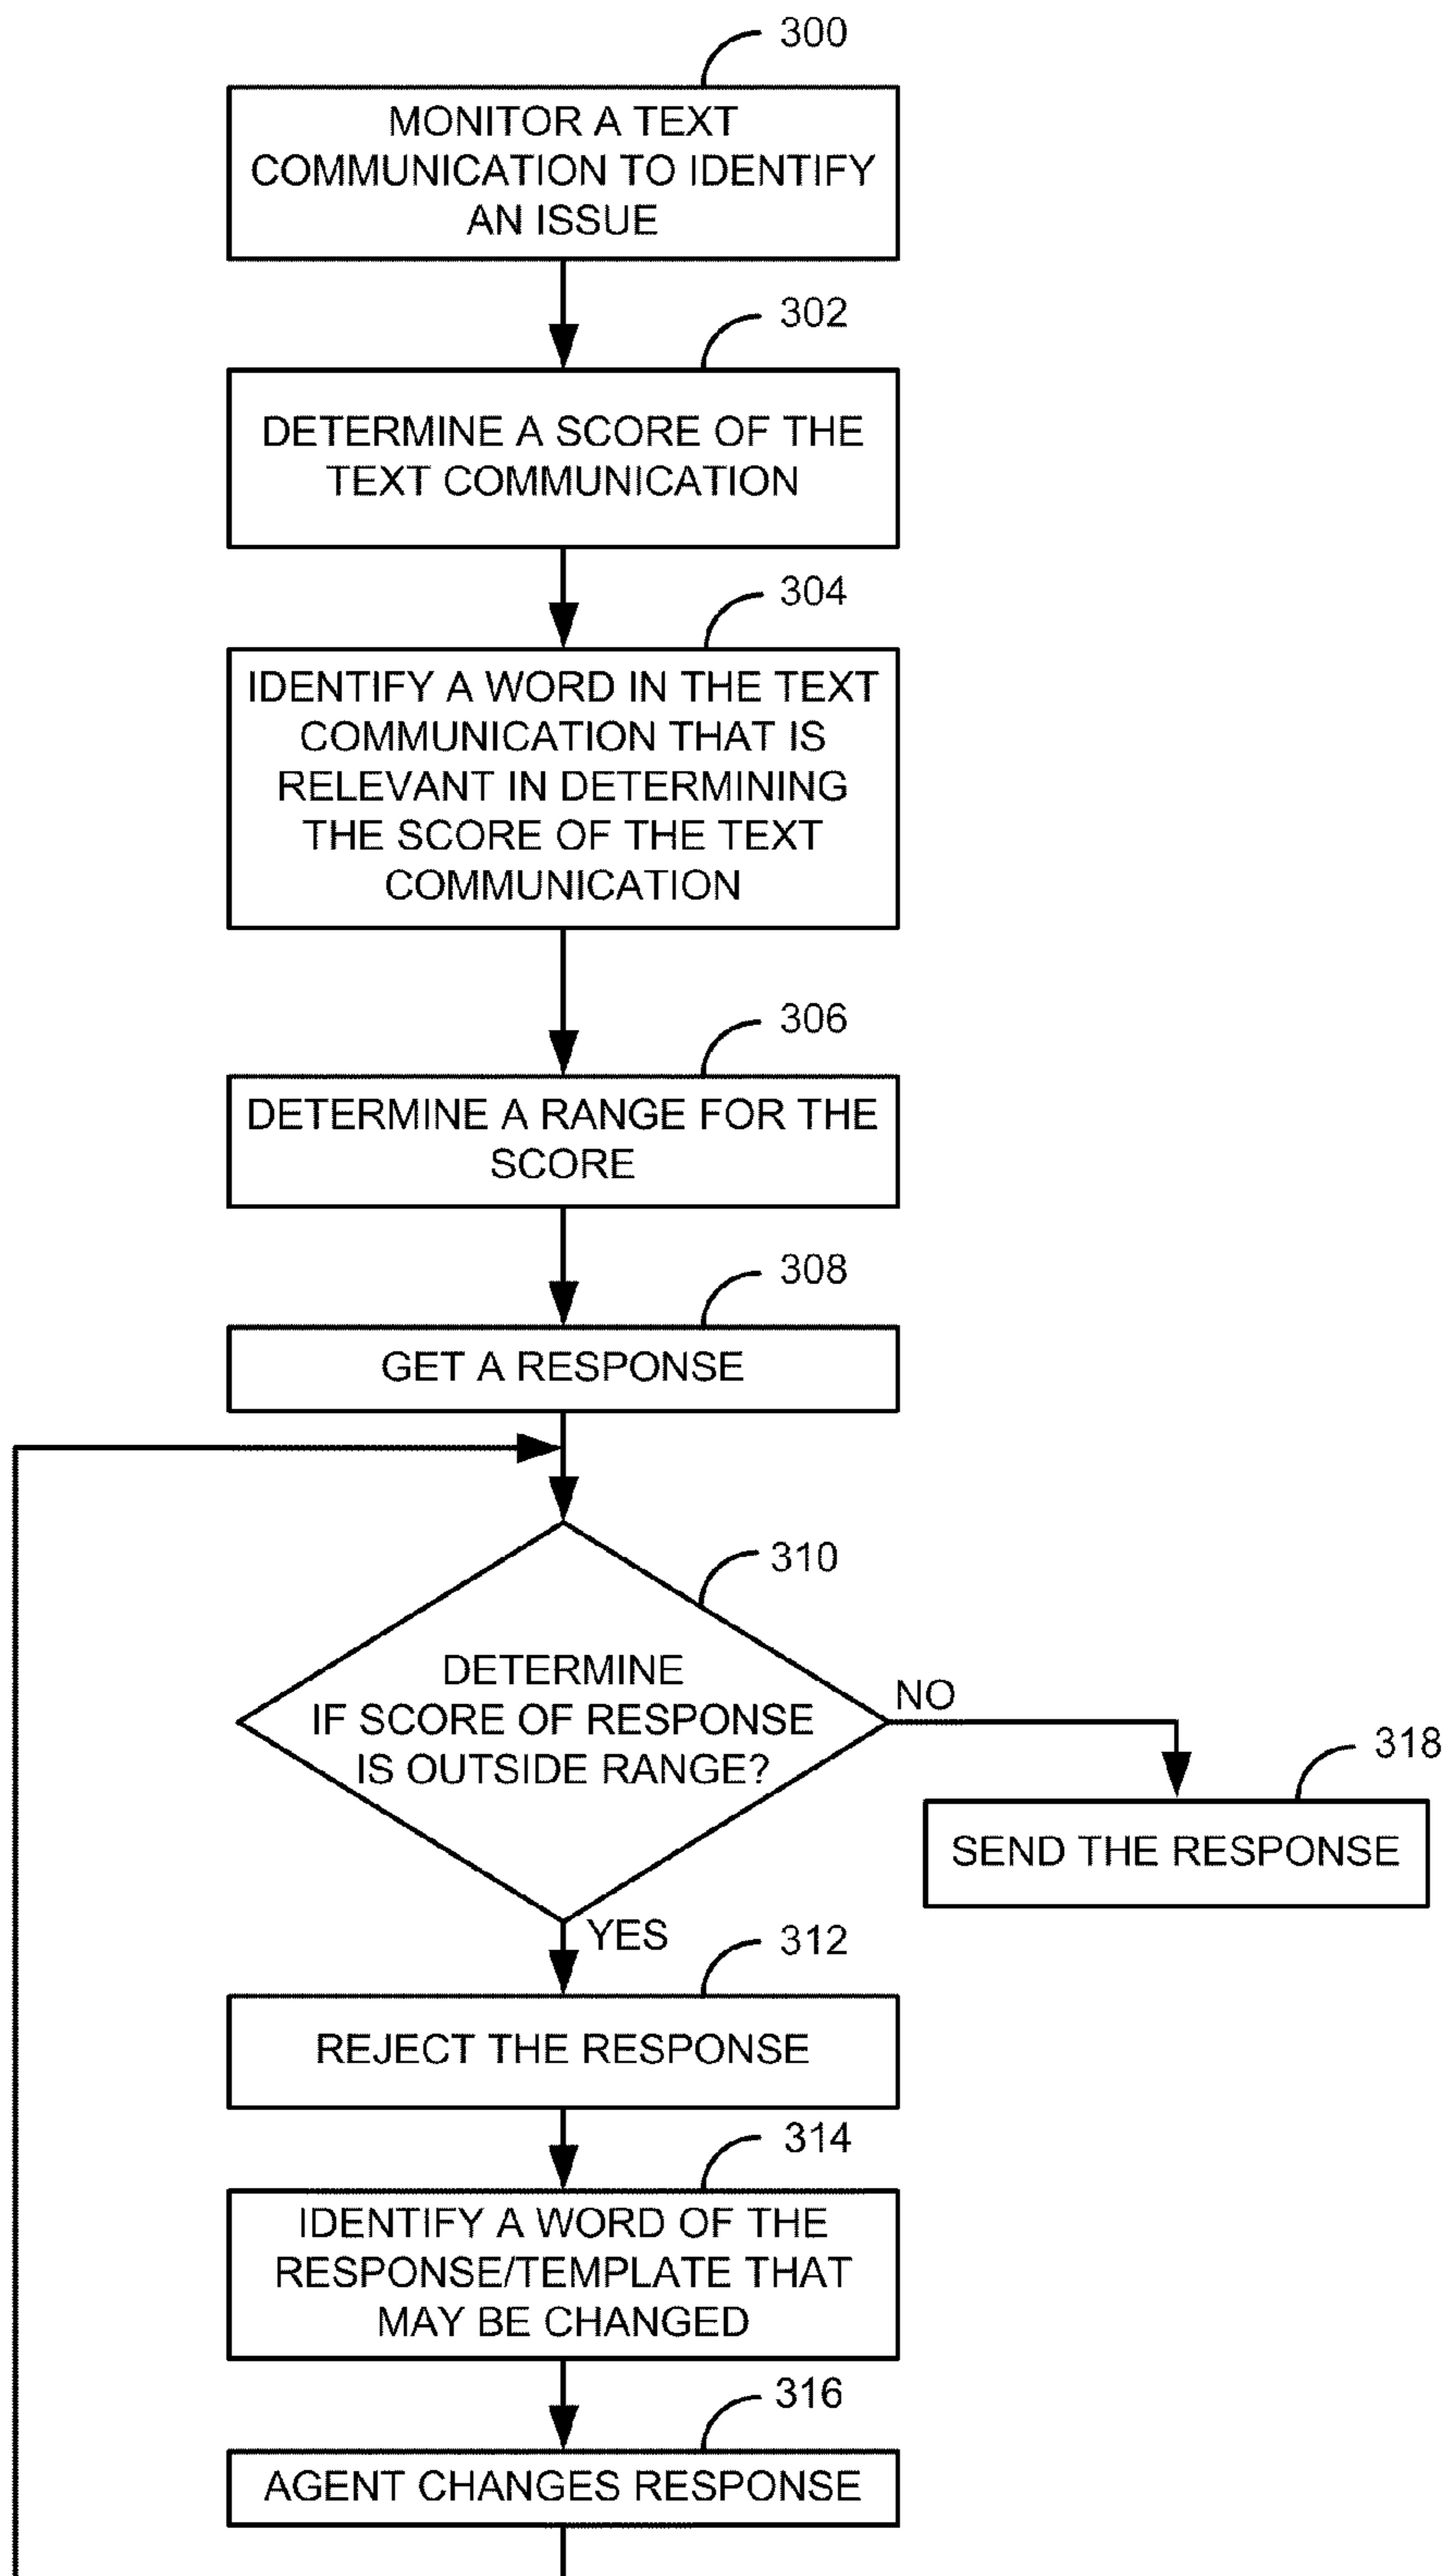 300
MONITOR A TEXT
COMMUNICATION TO IDENTIFY
AN ISSUE
302
DETERMINE A SCORE OF THE
TEXT COMMUNICATION
304
IDENTIFY A WORD IN THE TEXT
COMMUNICATION THAT IS
RELEVANT IN DETERMINING
THE SCORE OF THE TEXT
COMMUNICATION
306
DETERMINE A RANGE FOR THE
SCORE
308
GET A RESPONSE
310
DETERMINE
IF SCORE OF RESPONSE
IS OUTSIDE RANGE?
NO
318
SEND THE RESPONSE
YES
312
REJECT THE RESPONSE
314
IDENTIFY A WORD OF THE
RESPONSE/TEMPLATE THAT
MAY BE CHANGED
316
AGENT CHANGES RESPONSE